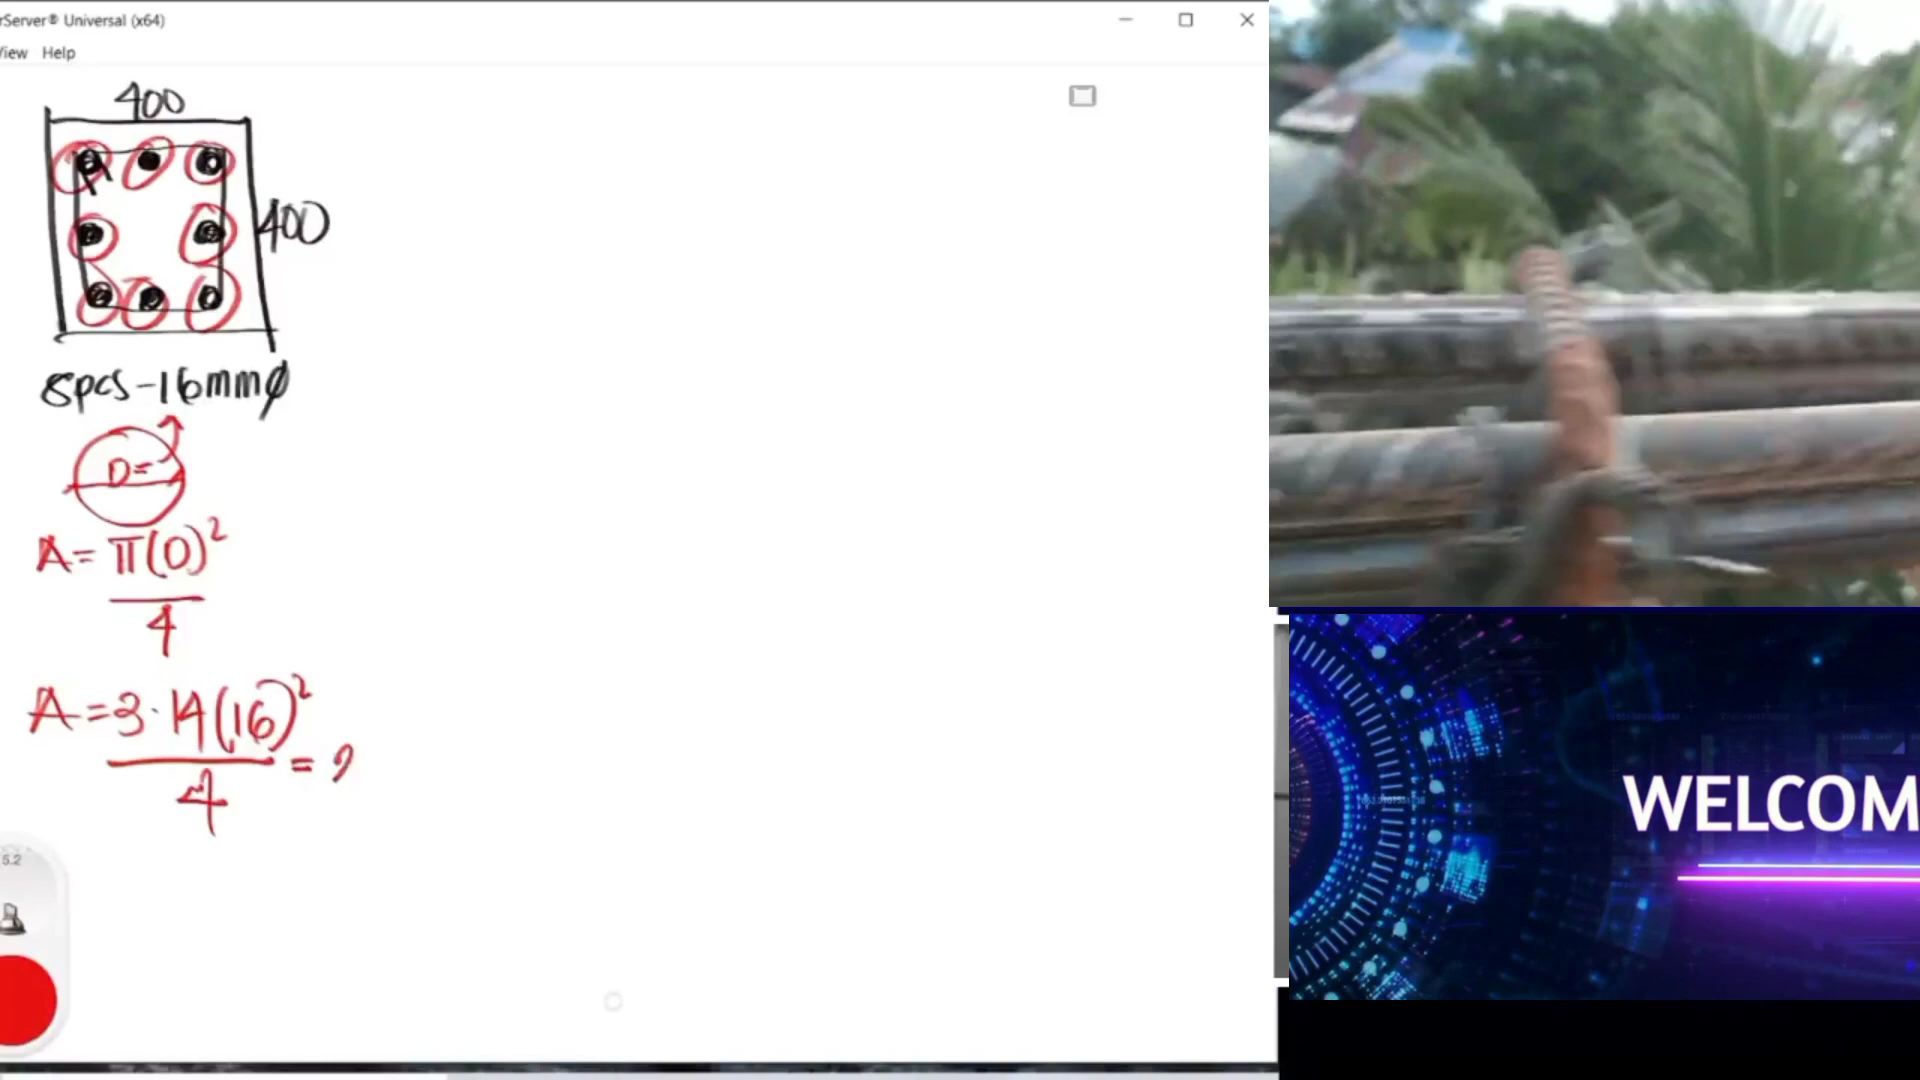 rServer® Universal (x64)
View Help
400
400
8pcs-16mmø
D=
A=π(D)²
4
A=3.14(16)²
4
= 2
5.2
WELCOM